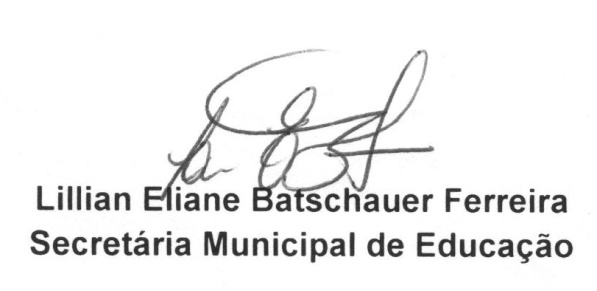 Lillian Eliane Batschauer Ferreira
Secretária Municipal de Educação